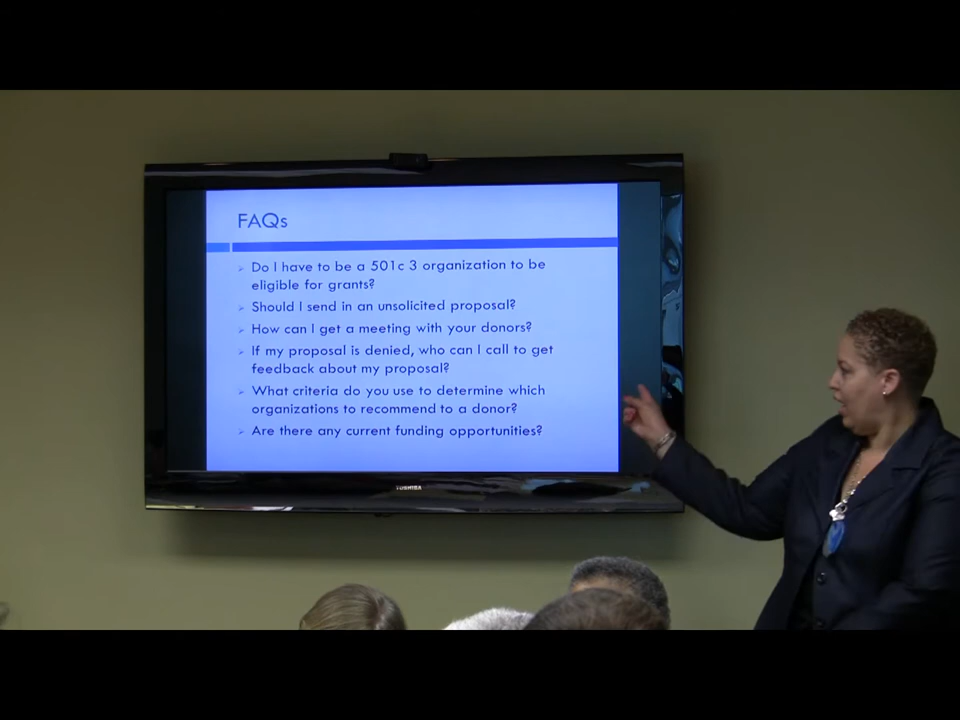 FAQs
Do I have to be a 501c 3 organization to be
eligible for grants?
Should I send in an unsolicited proposal?
How can I get a meeting with your donors?
If my proposal is denied, who can I call to get
feedback about my proposal?
What criteria do you use to determine which
organizations to recommend to a donor?
Are there any current funding opportunities?
TOSHIBA